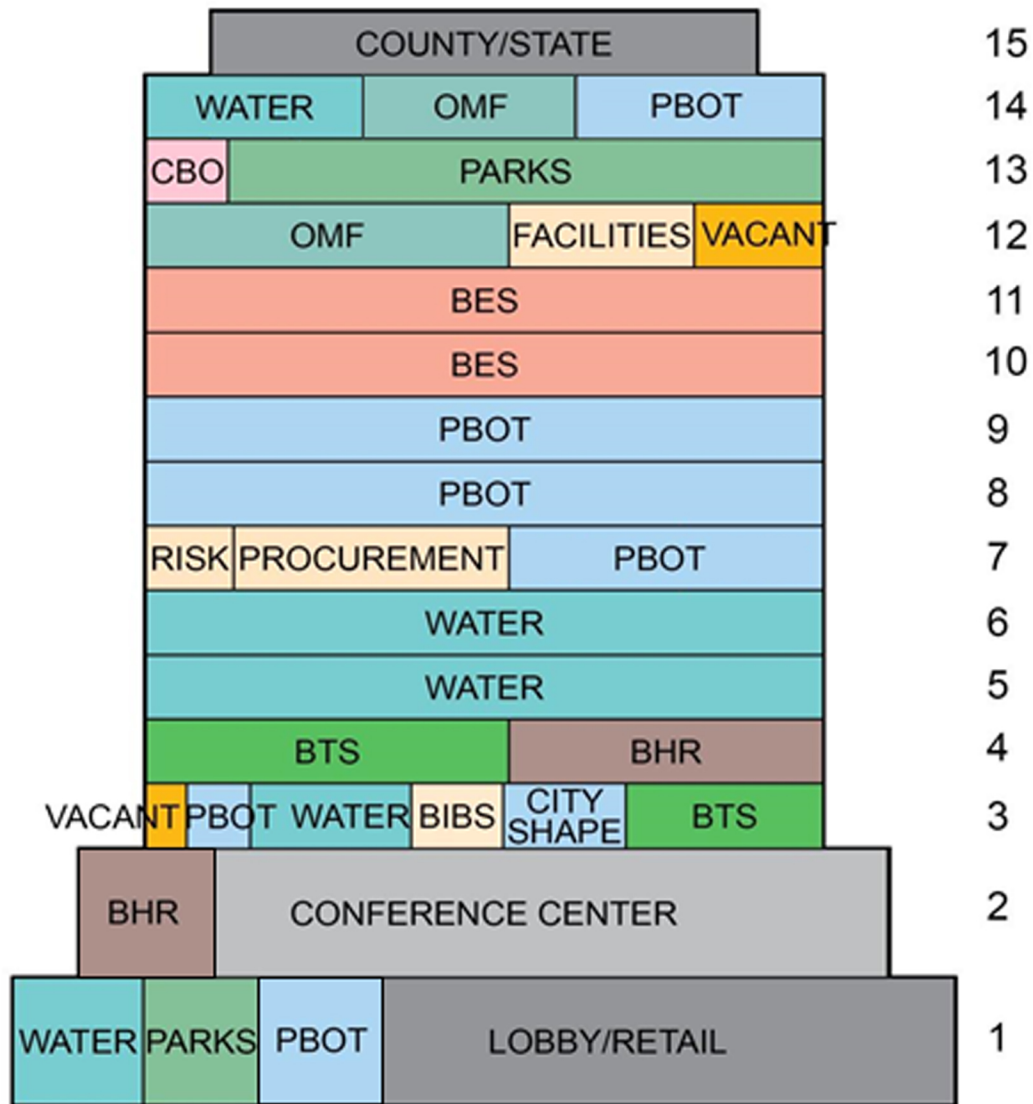 COUNTY/STATE 15
WATER OMF PBOT 14
CBO PARKS 13
OMF FACILITIES VACANT 12
BES 11
BES 10
PBOT 9
PBOT 8
RISK PROCUREMENT PBOT 7
WATER 6
WATER 5
BTS BHR 4
VACANT PBOT WATER BIBS CITY SHAPE BTS 3
BHR CONFERENCE CENTER 2
WATER PARKS PBOT LOBBY/RETAIL 1